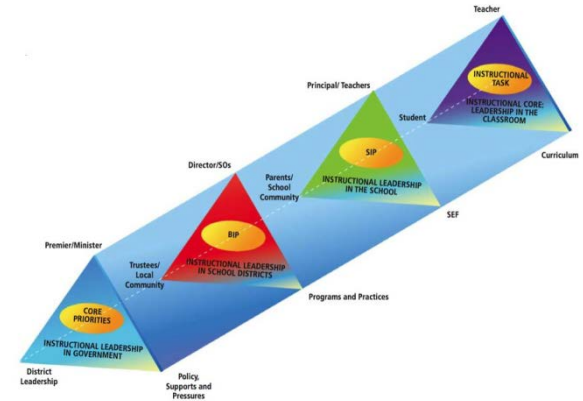 Teacher
INSTRUCTIONAL
TASK
INSTRUCTIONAL CORE:
LEADERSHIP IN THE
CLASSROOM
Student
Curriculum
Principal/ Teachers
SIP
INSTRUCTIONAL LEADERSHIP
IN THE SCHOOL
Parents/
School
Community
SEF
Director/SOs
BIP
INSTRUCTIONAL LEADERSHIP
IN SCHOOL DISTRICTS
Trustees/
Local
Community
Programs and Practices
Premier/Minister
CORE
PRIORITIES
INSTRUCTIONAL LEADERSHIP
IN GOVERNMENT
District
Leadership
Policy,
Supports and
Pressures